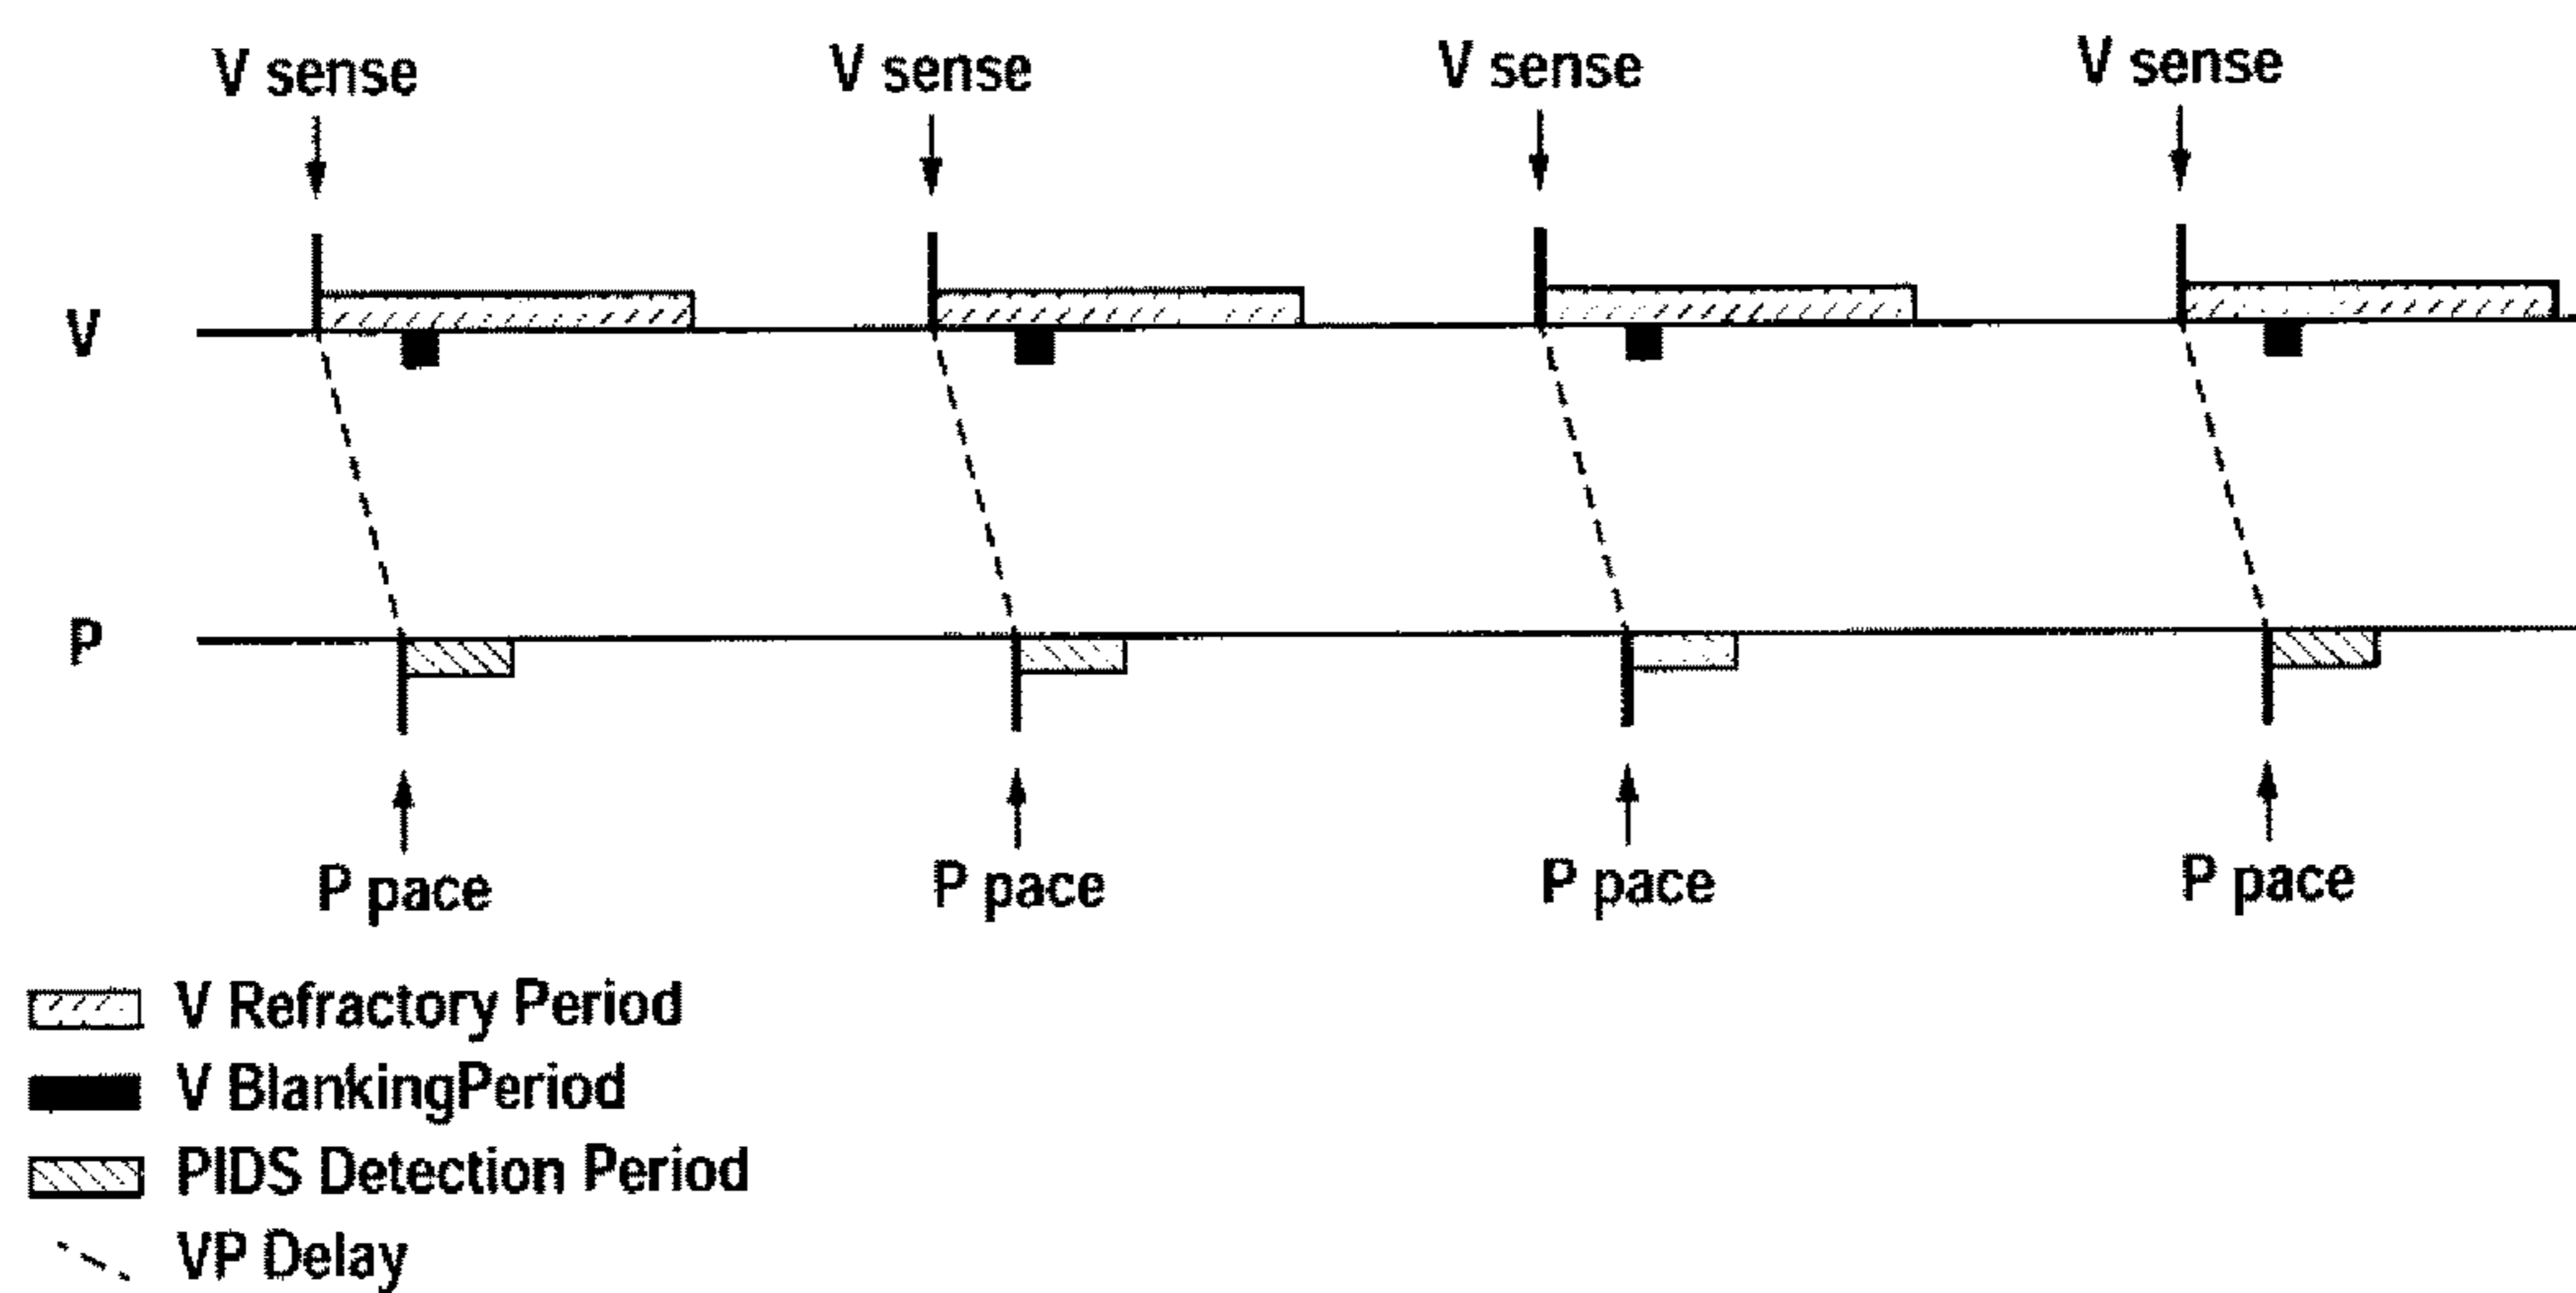 V sense V sense V sense V sense
V
P
P pace P pace P pace P pace
V Refractory Period
V BlankingPeriod
PIDS Detection Period
VP Delay